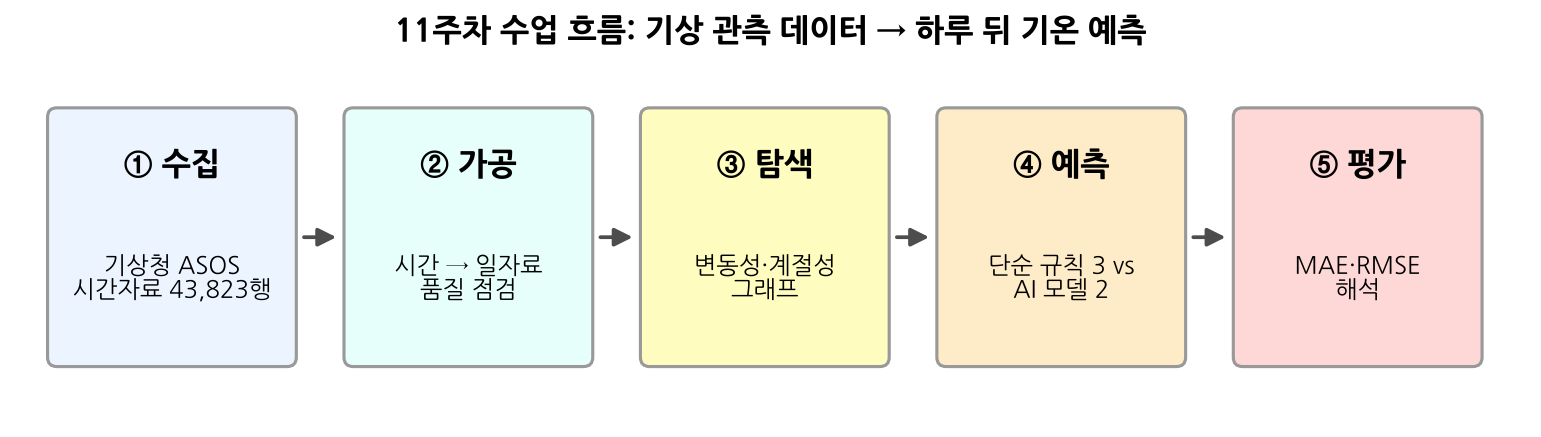 11주차 수업 흐름: 기상 관측 데이터 → 하루 뒤 기온 예측
① 수집
기상청 ASOS
시간자료 43,823행
② 가공
시간 → 일자료
품질 점검
③ 탐색
변동성·계절성
그래프
④ 예측
단순 규칙 3 vs
AI 모델 2
⑤ 평가
MAE·RMSE
해석